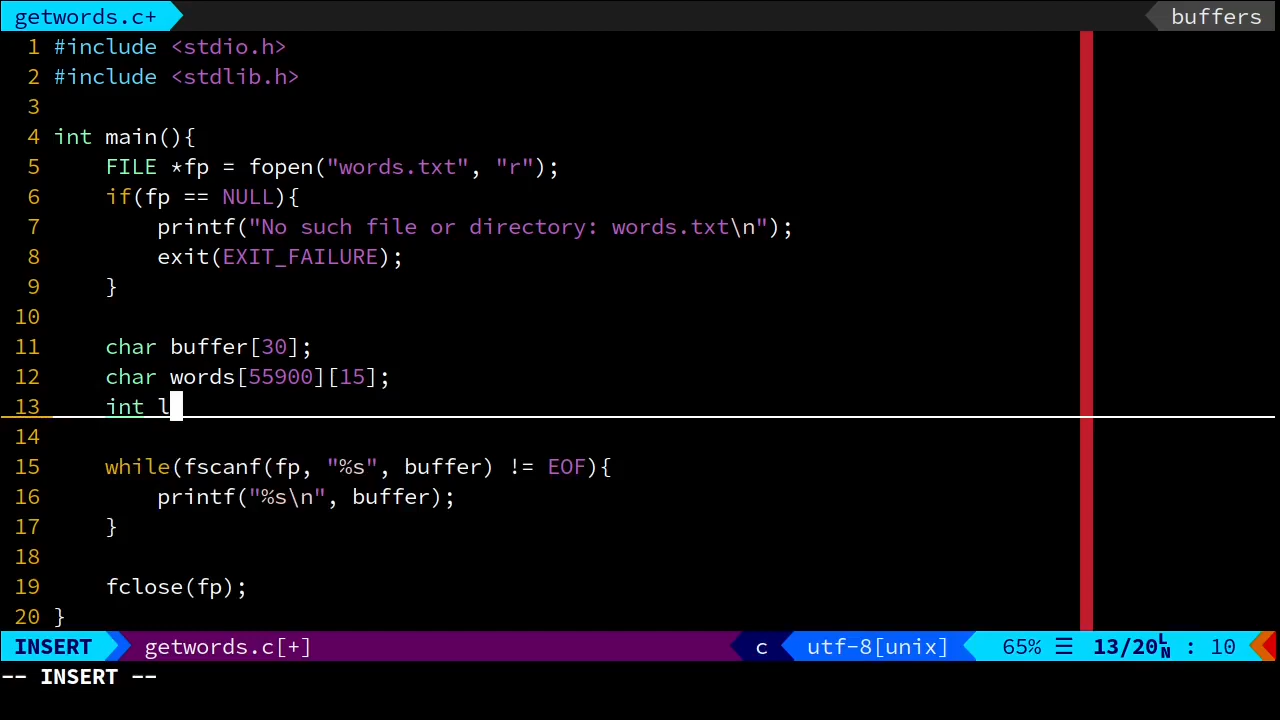 getwords.c+ buffers
1 #include <stdio.h>
2 #include <stdlib.h>
3
4 int main(){
5     FILE *fp = fopen("words.txt", "r");
6     if(fp == NULL){
7         printf("No such file or directory: words.txt\n");
8         exit(EXIT_FAILURE);
9     }
10
11     char buffer[30];
12     char words[55900][15];
13     int l
14
15     while(fscanf(fp, "%s", buffer) != EOF){
16         printf("%s\n", buffer);
17     }
18
19     fclose(fp);
20 }
INSERT getwords.c[+] c utf-8[unix] 65% ☰ 13/20 LN : 10
-- INSERT --